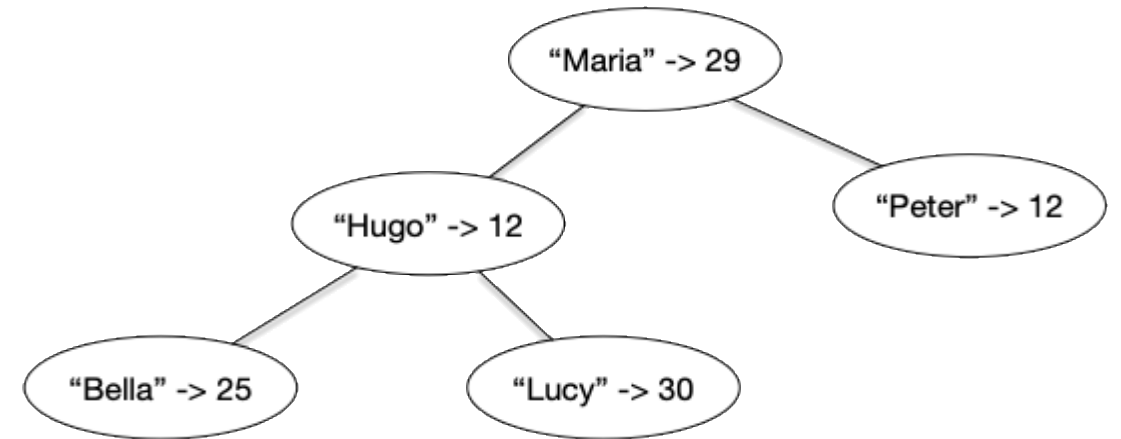 “Maria” -> 29
“Peter” -> 12
“Hugo” -> 12
“Bella” -> 25
“Lucy” -> 30